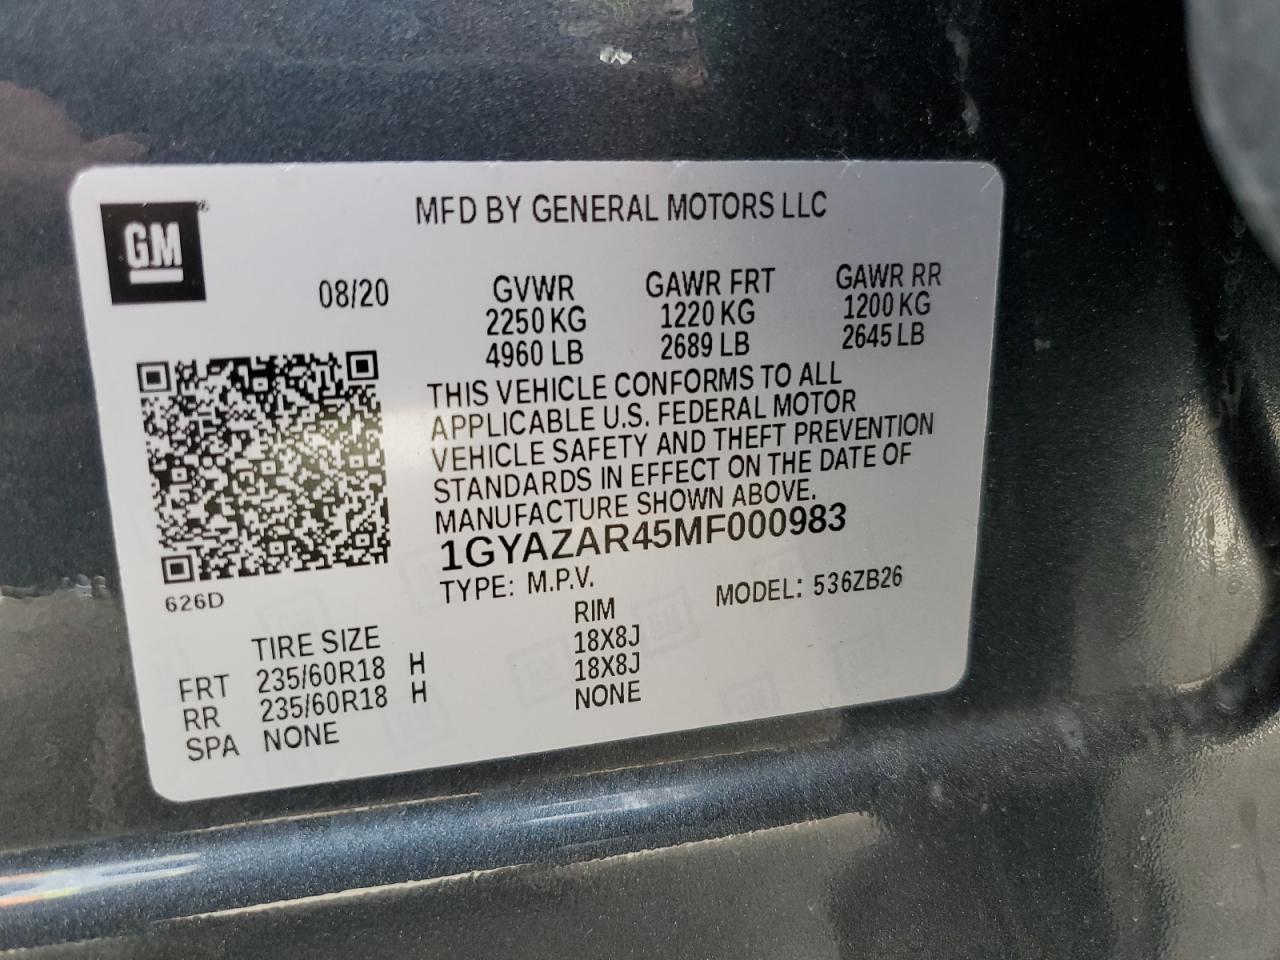 GM
MFD BY GENERAL MOTORS LLC
08/20 GVWR GAWR FRT GAWR RR
2250 KG 1220 KG 1200 KG
4960 LB 2689 LB 2645 LB
THIS VEHICLE CONFORMS TO ALL
APPLICABLE U.S. FEDERAL MOTOR
VEHICLE SAFETY AND THEFT PREVENTION
STANDARDS IN EFFECT ON THE DATE OF
MANUFACTURE SHOWN ABOVE.
1GYAZAR45MF000983
626D TYPE: M.P.V. MODEL: 536ZB26
TIRE SIZE RIM
FRT 235/60R18 H 18X8J
RR 235/60R18 H 18X8J
SPA NONE NONE